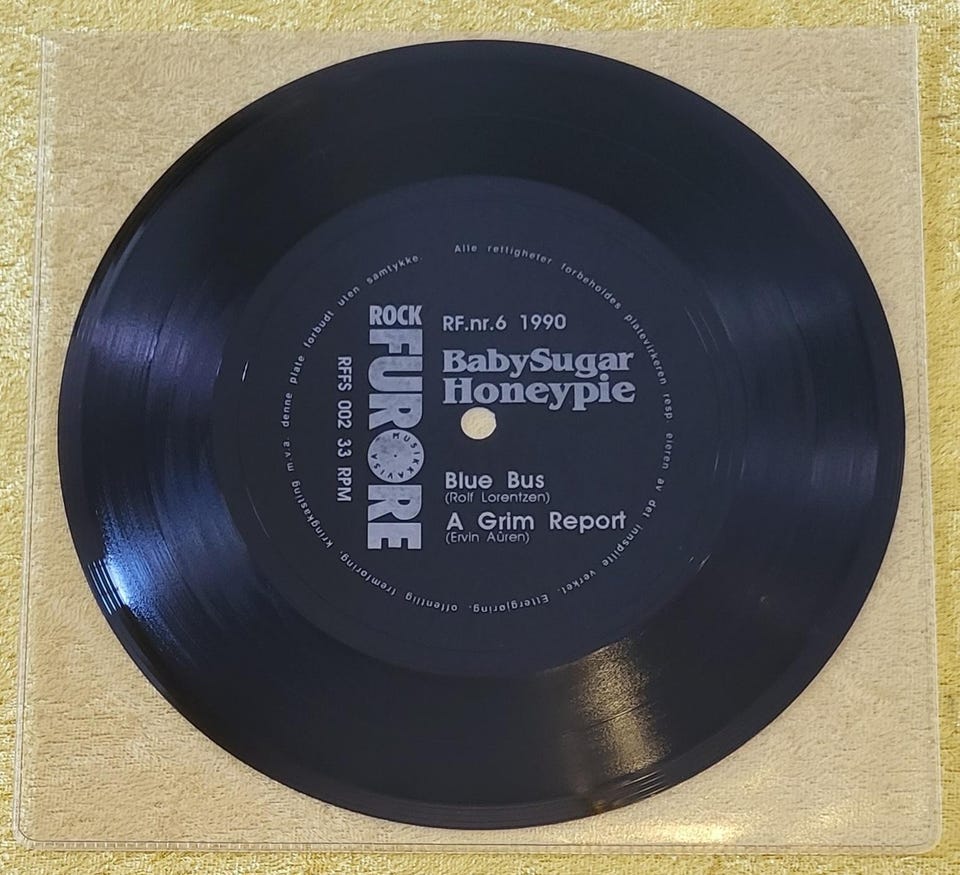 ROCK
FURORE
MUSIKKAVISA
RFFS 002 33 RPM
RF.nr.6 1990
BabySugar
Honeypie
Blue Bus
(Rolf Lorentzen)
A Grim Report
(Ervin Aûren)
Alle rettigheter forbeholdes platevirkeren resp. eieren av det innspilte verket. Ettergjøring, offentlig fremføring, kringkasting m.v.a. denne plate forbudt uten samtykke.